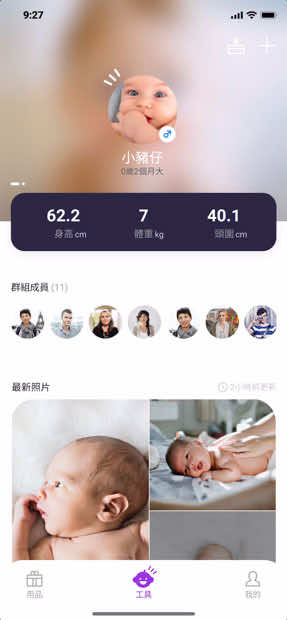 9:27
小豬仔
0歲2個月大
62.2 7 40.1
身高 cm 體重 kg 頭圍 cm
群組成員 (11)
最新照片 2小時前更新
用品 工具 我的